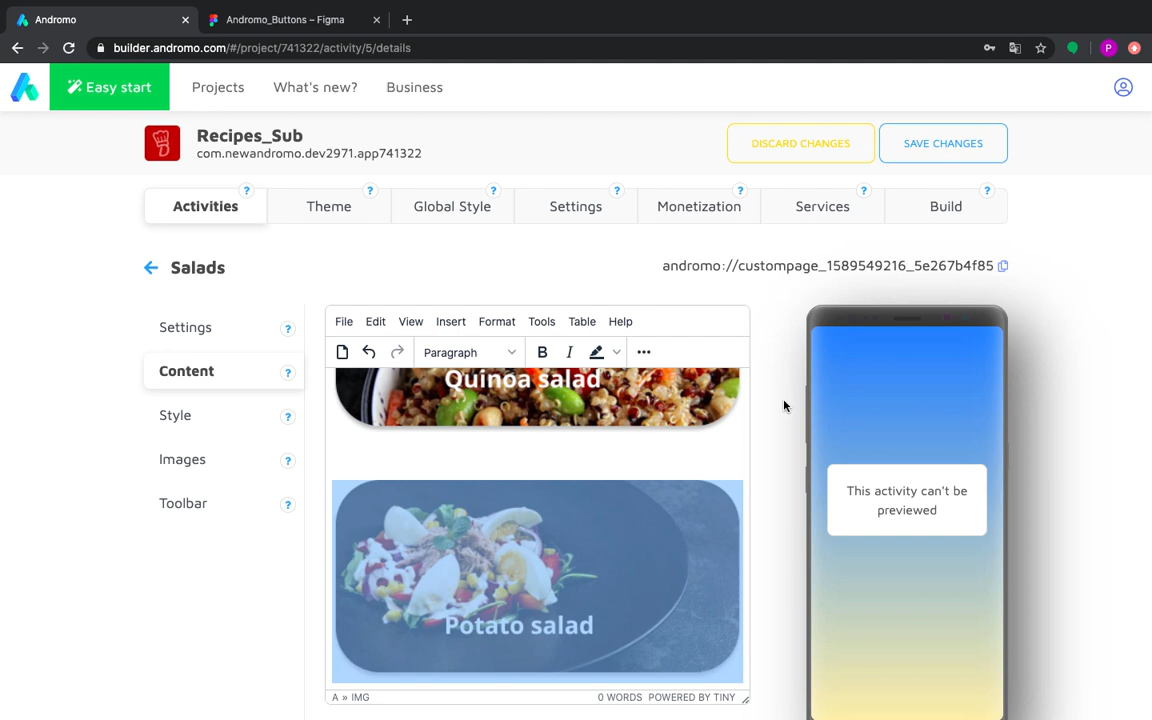 Andromo
Andromo_Buttons – Figma
builder.andromo.com/#/project/741322/activity/5/details
P
Easy start
Projects
What's new?
Business
Recipes_Sub
com.newandromo.dev2971.app741322
DISCARD CHANGES
SAVE CHANGES
Activities ?
Theme ?
Global Style ?
Settings ?
Monetization ?
Services ?
Build ?
Salads
andromo://custompage_1589549216_5e267b4f85
Settings ?
Content ?
Style ?
Images ?
Toolbar ?
File Edit View Insert Format Tools Table Help
Paragraph B I
Quinoa salad
Potato salad
A » IMG
0 WORDS POWERED BY TINY
This activity can't be
previewed